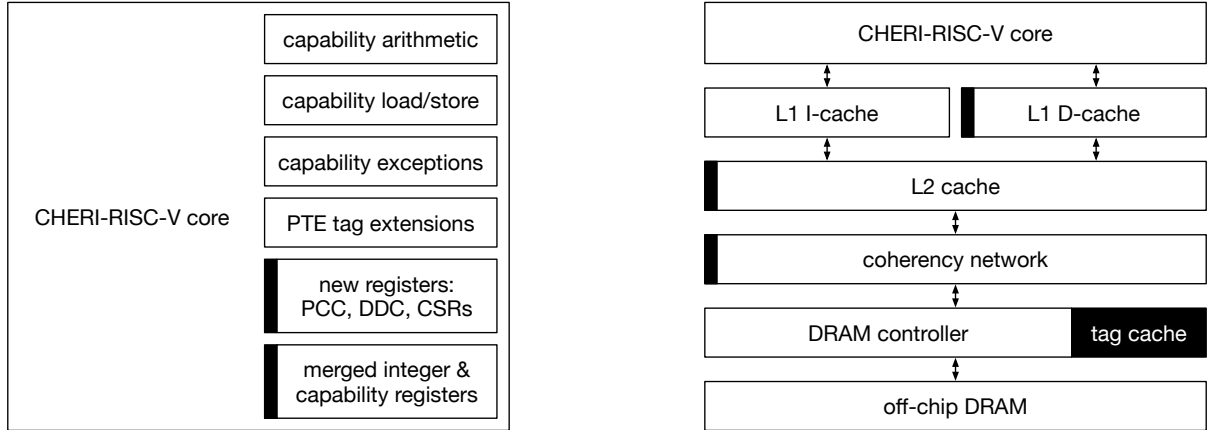 CHERI-RISC-V core
capability arithmetic
capability load/store
capability exceptions
PTE tag extensions
new registers:
PCC, DDC, CSRs
merged integer &
capability registers
CHERI-RISC-V core
L1 I-cache
L1 D-cache
L2 cache
coherency network
DRAM controller
tag cache
off-chip DRAM